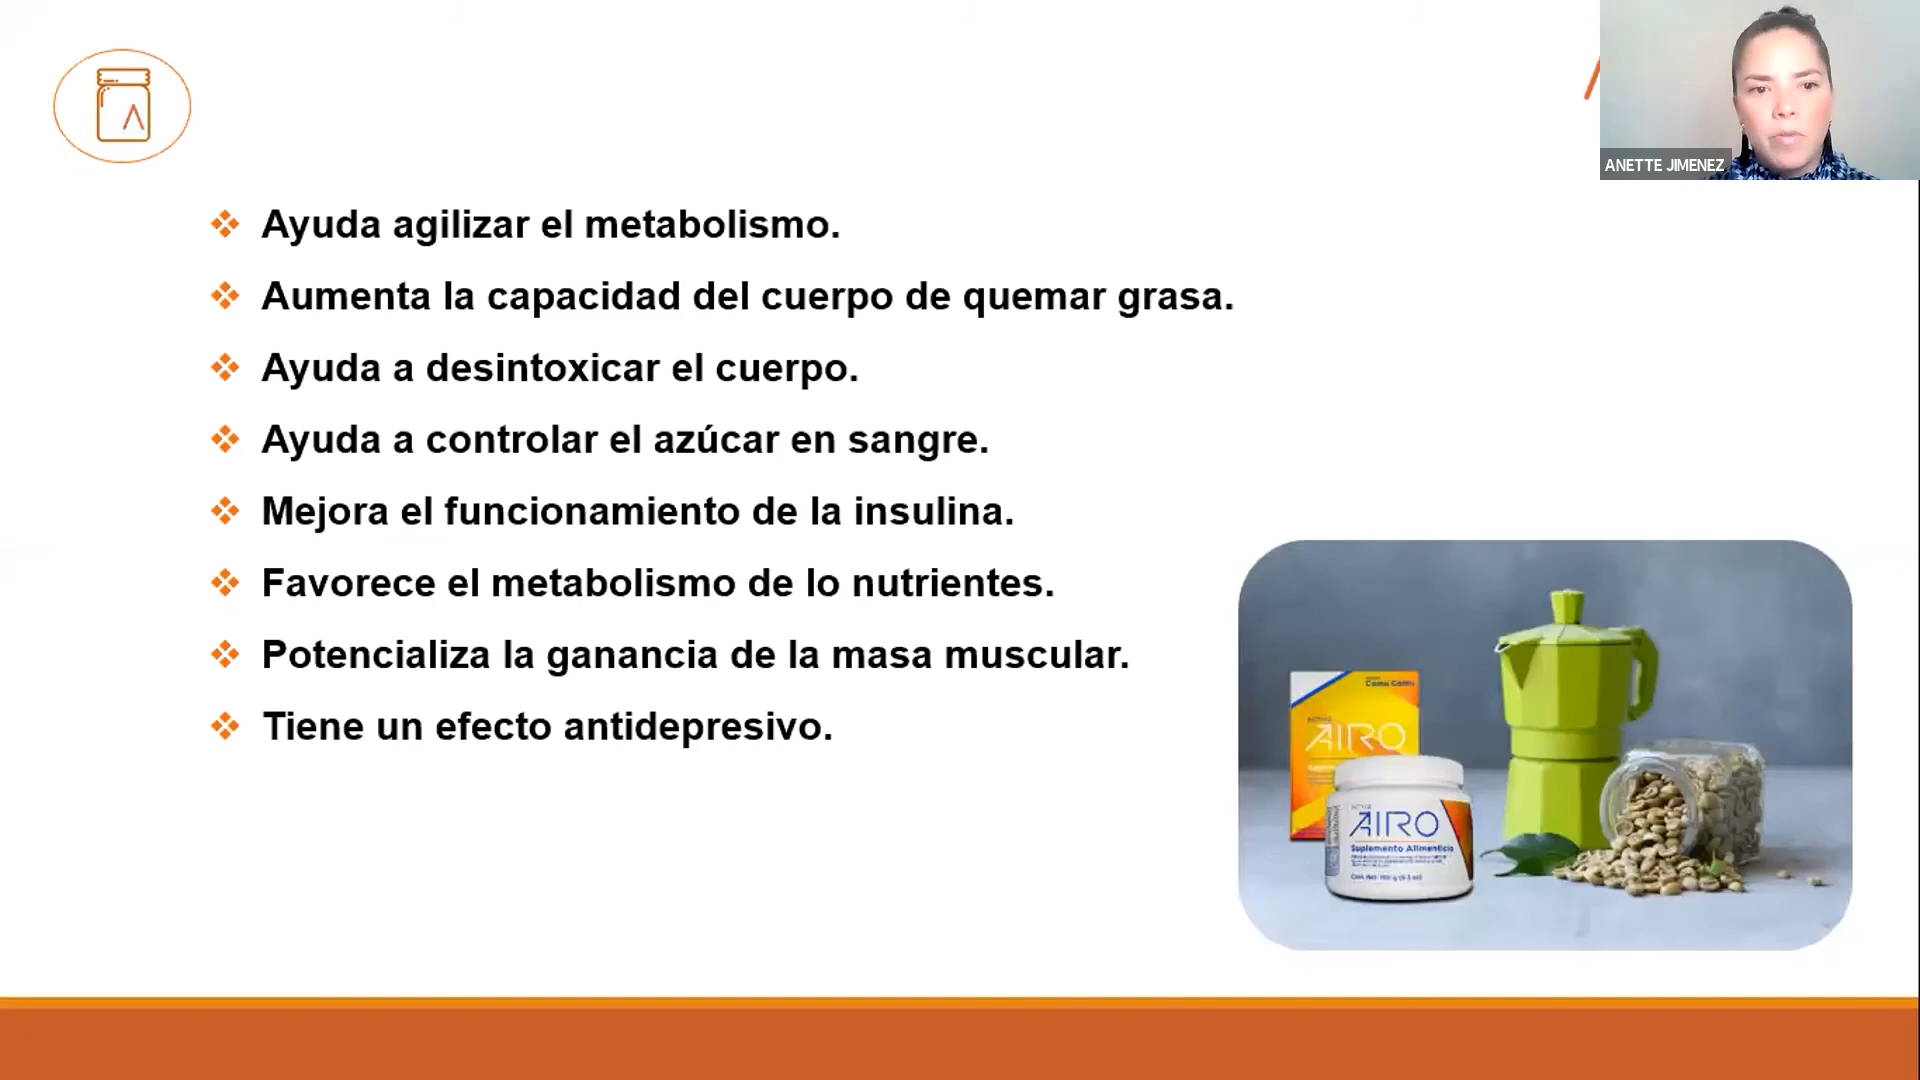 ANETTE JIMENEZ
Ayuda agilizar el metabolismo.
Aumenta la capacidad del cuerpo de quemar grasa.
Ayuda a desintoxicar el cuerpo.
Ayuda a controlar el azúcar en sangre.
Mejora el funcionamiento de la insulina.
Favorece el metabolismo de lo nutrientes.
Potencializa la ganancia de la masa muscular.
Tiene un efecto antidepresivo.
Camu Camu
AIRO
AIRO
Suplemento Alimenticio